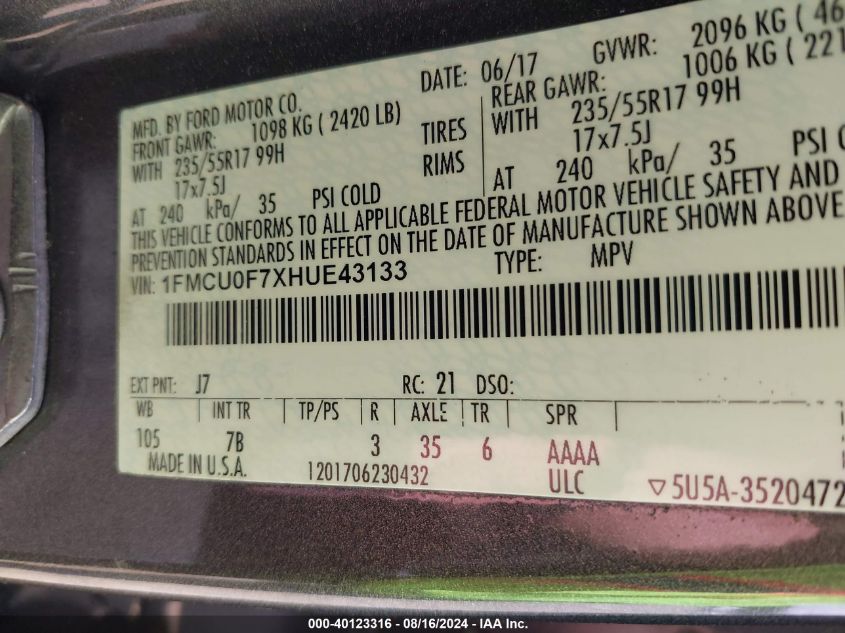 MFD. BY FORD MOTOR CO. DATE: 06/17 GVWR: 2096 KG ( 46
FRONT GAWR: 1098 KG ( 2420 LB) REAR GAWR: 1006 KG ( 221
WITH 235/55R17 99H TIRES WITH 235/55R17 99H
17x7.5J RIMS 17x7.5J
AT 240 kPa/ 35 PSI COLD AT 240 kPa/ 35 PSI C
THIS VEHICLE CONFORMS TO ALL APPLICABLE FEDERAL MOTOR VEHICLE SAFETY AND
PREVENTION STANDARDS IN EFFECT ON THE DATE OF MANUFACTURE SHOWN ABOVE
VIN: 1FMCU0F7XHUE43133 TYPE: MPV
EXT PNT: J7 RC: 21 DSO:
WB INT TR TP/PS R AXLE TR SPR
105 7B 3 35 6 AAAA
MADE IN U.S.A. 1201706230432 ULC ▽5U5A-3520472
000-40123316 - 08/16/2024 - IAAI Inc.